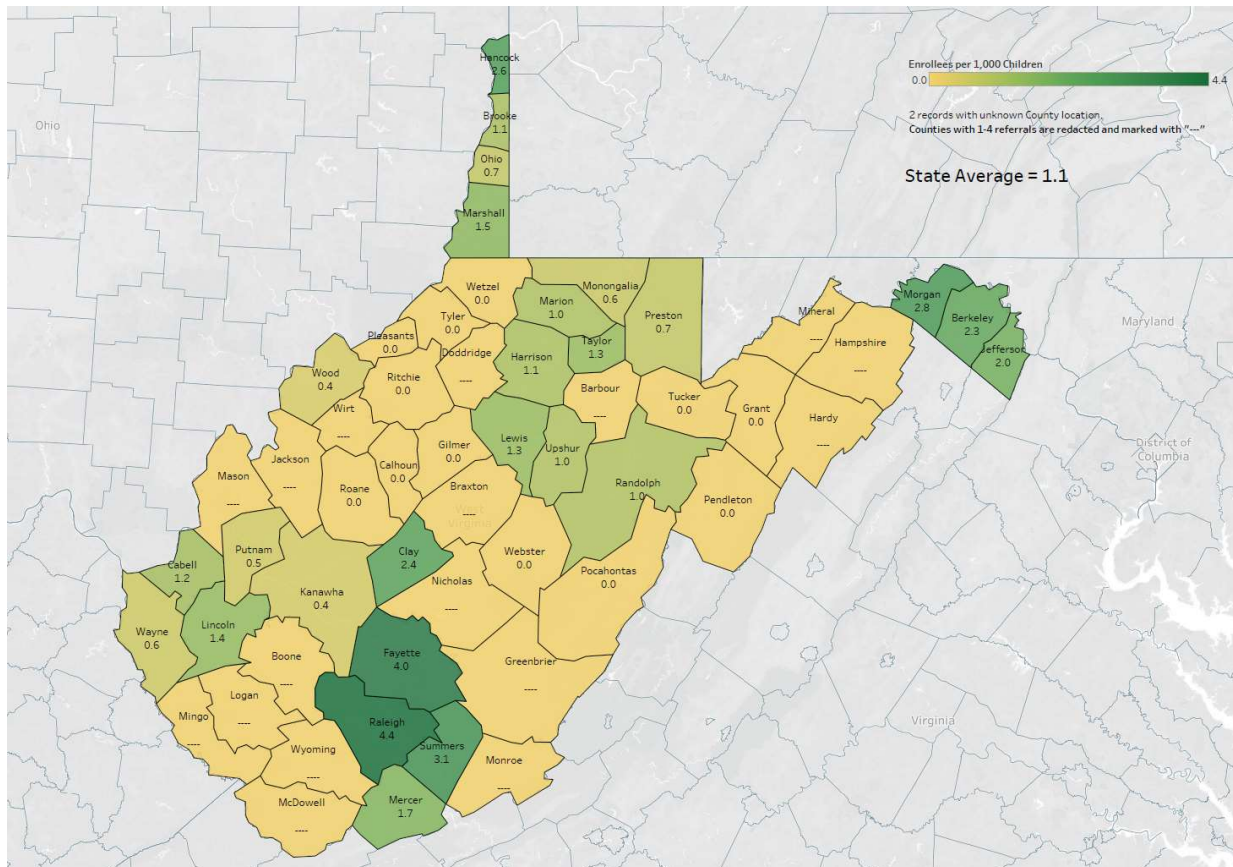 Hancock
2.6
Enrollees per 1,000 Children
0.0
4.4
2 records with unknown County location.
Counties with 1-4 referrals are redacted and marked with "---"
State Average = 1.1
Brooke
1.1
Ohio
Ohio
0.7
Marshall
1.5
Wetzel
0.0
Monongalia
0.6
Marion
1.0
Preston
0.7
Tyler
0.0
Pleasants
0.0
Doddridge
----
Taylor
1.3
Harrison
1.1
Mineral
----
Hampshire
----
Morgan
2.8
Berkeley
2.3
Jefferson
2.0
Maryland
Wood
0.4
Ritchie
0.0
Barbour
----
Tucker
0.0
Grant
0.0
Hardy
----
Wirt
----
Gilmer
0.0
Lewis
1.3
Upshur
1.0
District of
Columbia
Jackson
----
Mason
----
Roane
0.0
Calhoun
0.0
Braxton
----
West
Virginia
Randolph
1.0
Pendleton
0.0
Putnam
0.5
Clay
2.4
Webster
0.0
Cabell
1.2
Kanawha
0.4
Nicholas
----
Pocahontas
0.0
Wayne
0.6
Lincoln
1.4
Boone
----
Fayette
4.0
Greenbrier
----
Logan
----
Mingo
----
Raleigh
4.4
Virginia
Wyoming
----
Summers
3.1
Monroe
----
McDowell
----
Mercer
1.7